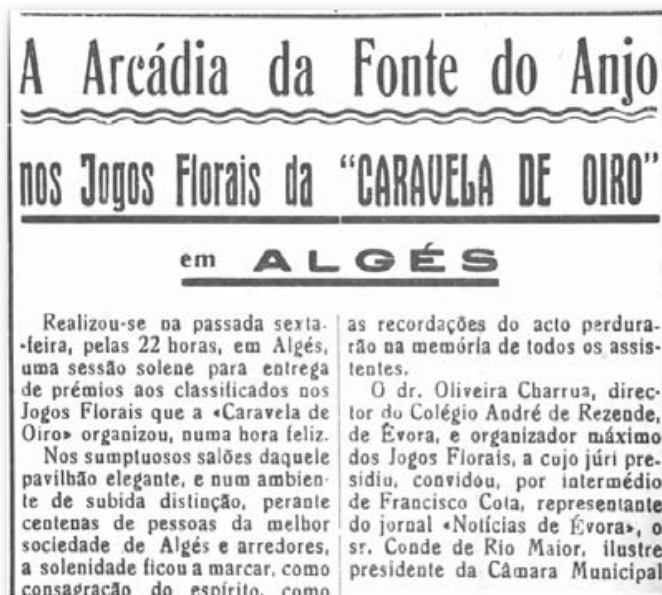 A Arcádia da Fonte do Anjo
nos Jogos Florais da "CARAVELA DE OIRO"
em ALGÉS
Realizou-se na passada sexta-
-feira, pelas 22 horas, em Algés,
uma sessão solene para entrega
de prémios aos classificados nos
Jogos Florais que a «Caravela de
Oiro» organizou, numa hora feliz.
Nos sumptuosos salões daquele
pavilhão elegante, e num ambien-
te de subida distinção, perante
centenas de pessoas da melhor
sociedade de Algés e arredores,
a solenidade ficou a marcar, como
consagração do espírito, como
as recordações do acto perdura-
rão na memória de todos os assis-
tentes.
O dr. Oliveira Charrua, direc-
tor do Colégio André de Rezende,
de Évora, e organizador máximo
dos Jogos Florais, a cujo júri pre-
sidiu, convidou, por intermédio
de Francisco Cota, representante
do jornal «Notícias de Évora», o
sr. Conde de Rio Maior, ilustre
presidente da Câmara Municipal